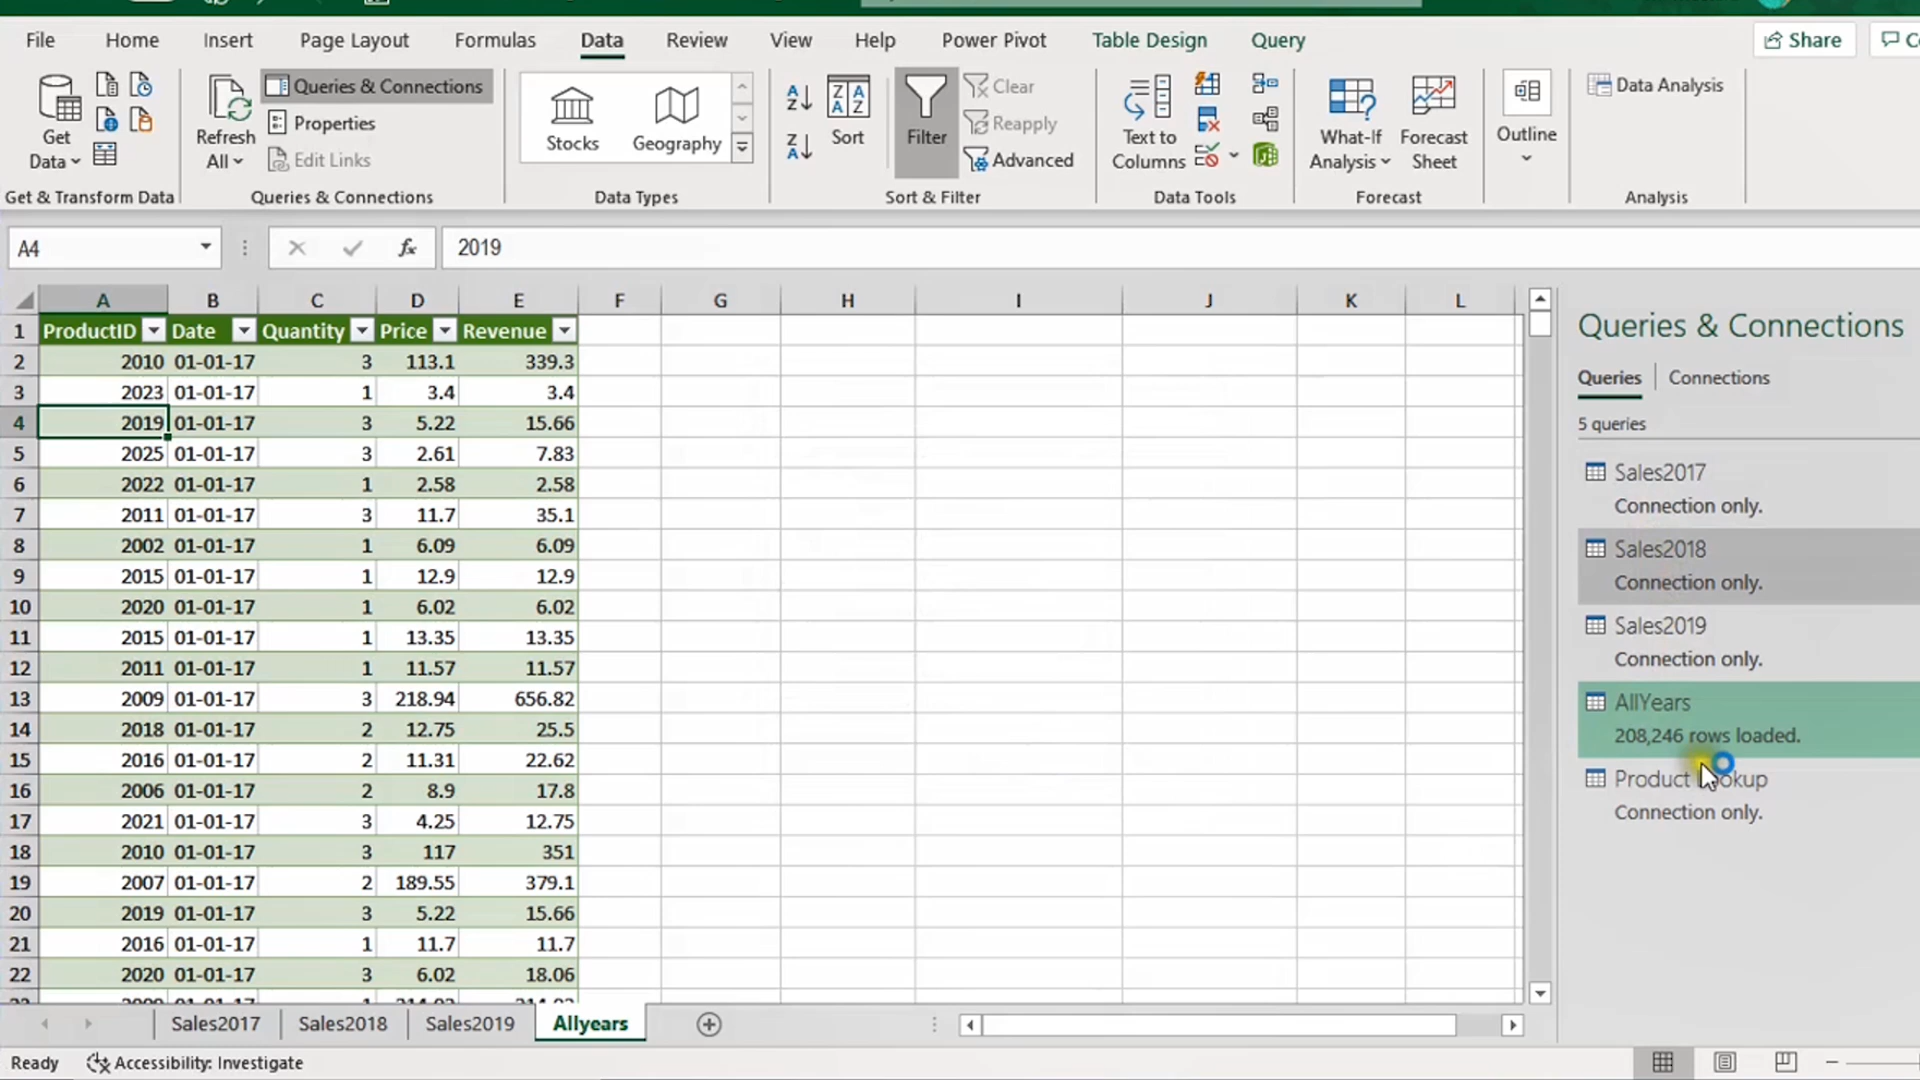 File Home Insert Page Layout Formulas Data Review View Help Power Pivot Table Design Query Share
Get Data
Refresh All
Queries & Connections
Properties
Edit Links
Stocks Geography
Sort
Filter
Clear
Reapply
Advanced
Text to Columns
What-If Analysis
Forecast Sheet
Outline
Data Analysis
Get & Transform Data Queries & Connections Data Types Sort & Filter Data Tools Forecast Analysis
A4 fx 2019
A B C D E F G H I J K L
1 ProductID Date Quantity Price Revenue
2 2010 01-01-17 3 113.1 339.3
3 2023 01-01-17 1 3.4 3.4
4 2019 01-01-17 3 5.22 15.66
5 2025 01-01-17 3 2.61 7.83
6 2022 01-01-17 1 2.58 2.58
7 2011 01-01-17 3 11.7 35.1
8 2002 01-01-17 1 6.09 6.09
9 2015 01-01-17 1 12.9 12.9
10 2020 01-01-17 1 6.02 6.02
11 2015 01-01-17 1 13.35 13.35
12 2011 01-01-17 1 11.57 11.57
13 2009 01-01-17 3 218.94 656.82
14 2018 01-01-17 2 12.75 25.5
15 2016 01-01-17 2 11.31 22.62
16 2006 01-01-17 2 8.9 17.8
17 2021 01-01-17 3 4.25 12.75
18 2010 01-01-17 3 117 351
19 2007 01-01-17 2 189.55 379.1
20 2019 01-01-17 3 5.22 15.66
21 2016 01-01-17 1 11.7 11.7
22 2020 01-01-17 3 6.02 18.06
Queries & Connections
Queries Connections
5 queries
Sales2017
Connection only.
Sales2018
Connection only.
Sales2019
Connection only.
AllYears
208,246 rows loaded.
Product
Connection only.
Sales2017 Sales2018 Sales2019 Allyears
Ready Accessibility: Investigate